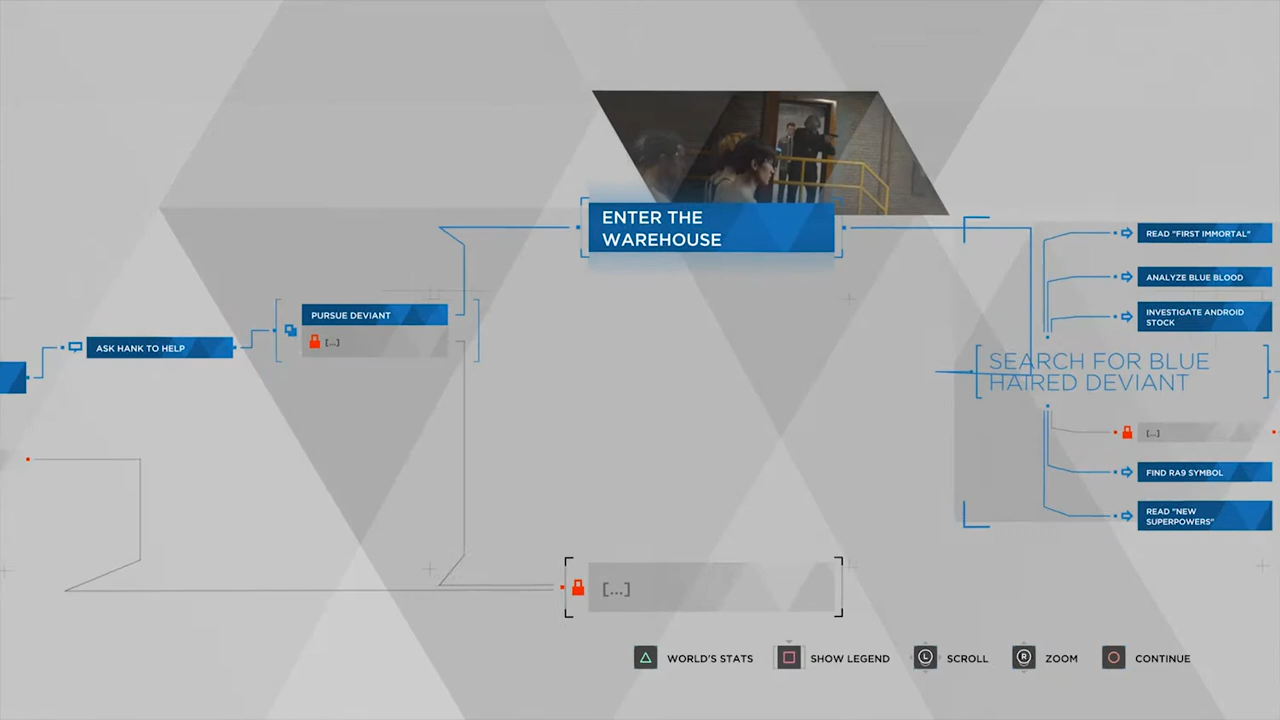 ENTER THE
WAREHOUSE
READ "FIRST IMMORTAL"
ANALYZE BLUE BLOOD
PURSUE DEVIANT
INVESTIGATE ANDROID
STOCK
[...]
ASK HANK TO HELP
SEARCH FOR BLUE
HAIRED DEVIANT
[...]
FIND RA9 SYMBOL
READ "NEW
SUPERPOWERS"
[...]
WORLD'S STATS
SHOW LEGEND
L
SCROLL
R
ZOOM
CONTINUE